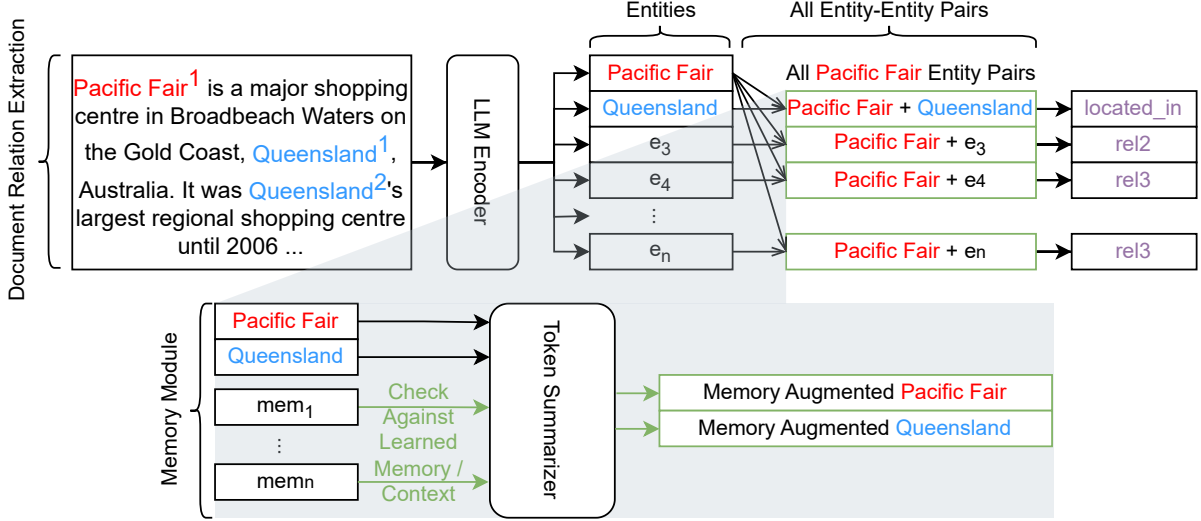 Entities
All Entity-Entity Pairs
Document Relation Extraction
Pacific Fair1 is a major shopping
centre in Broadbeach Waters on
the Gold Coast, Queensland1,
Australia. It was Queensland2's
largest regional shopping centre
until 2006 ...
LLM Encoder
Pacific Fair
Queensland
e3
e4
⋮
en
All Pacific Fair Entity Pairs
Pacific Fair + Queensland
Pacific Fair + e3
Pacific Fair + e4
Pacific Fair + en
located_in
rel2
rel3
rel3
Memory Module
Pacific Fair
Queensland
mem1
⋮
memn
Check
Against
Learned
Memory /
Context
Token Summarizer
Memory Augmented Pacific Fair
Memory Augmented Queensland